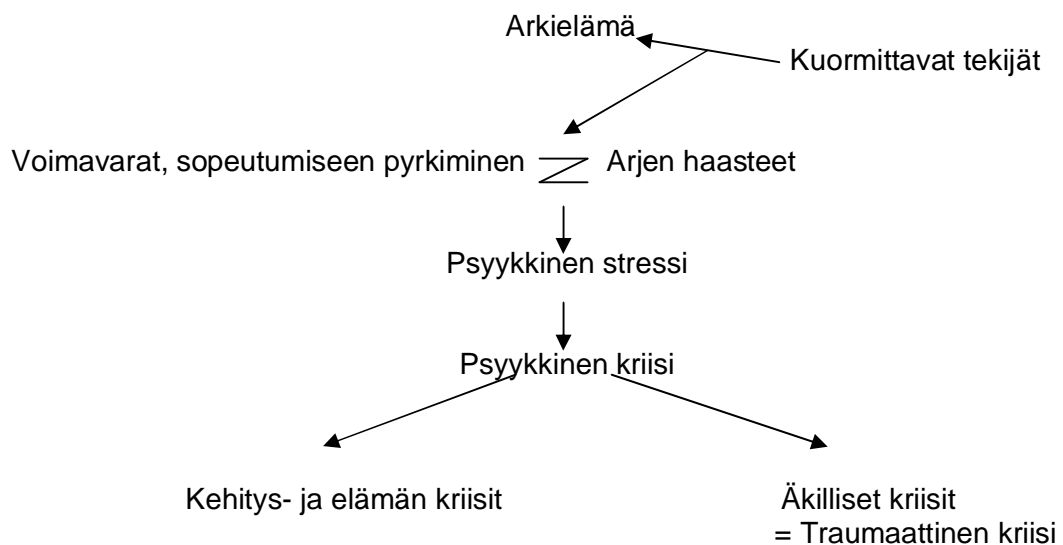 Arkielämä
Kuormittavat tekijät
Voimavarat, sopeutumiseen pyrkiminen Arjen haasteet
Psyykkinen stressi
Psyykkinen kriisi
Kehitys- ja elämän kriisit Äkilliset kriisit
= Traumaattinen kriisi